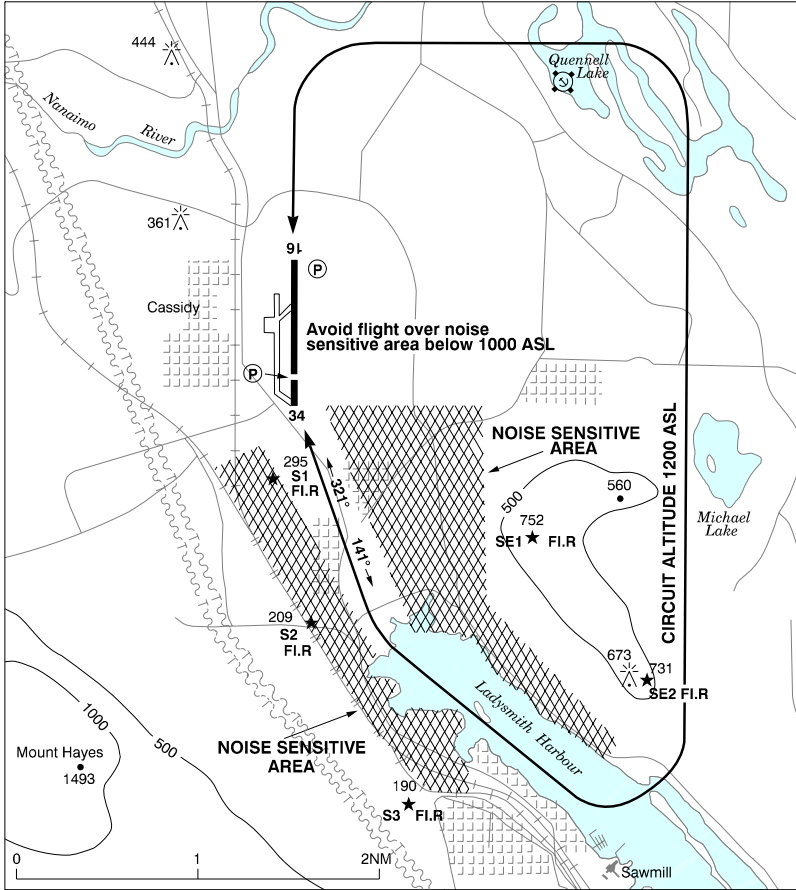 444
Quennell
Lake
Nanaimo
River
361
16
P
Cassidy
Avoid flight over noise
sensitive area below 1000 ASL
P
34
NOISE SENSITIVE
AREA
295
S1
Fl.R
321°
141°
500
560
752
SE1 Fl.R
Michael
Lake
CIRCUIT ALTITUDE 1200 ASL
209
S2
Fl.R
673
731
SE2 Fl.R
Ladysmith Harbour
1000
500
NOISE SENSITIVE
AREA
Mount Hayes
1493
190
S3 Fl.R
0 1 2NM
Sawmill